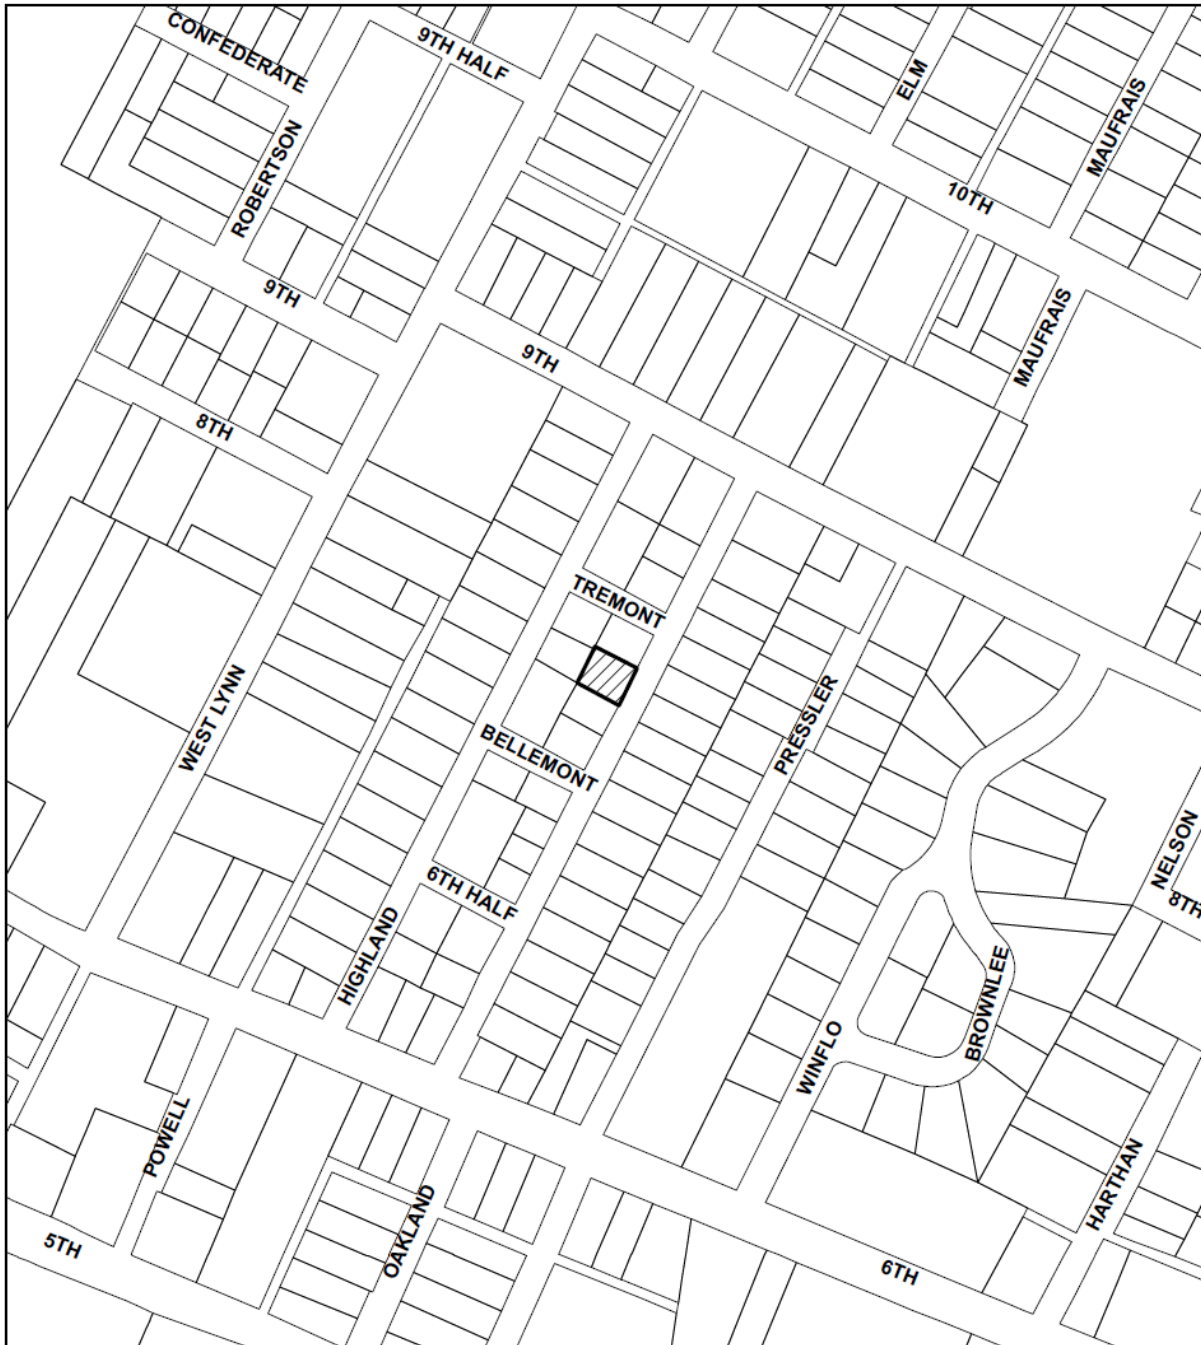 CONFEDERATE
9TH HALF
ELM
MAUFRAIS
ROBERTSON
10TH
9TH
MAUFRAIS
9TH
8TH
TREMONT
WEST LYNN
PRESSLER
BELLEMONT
NELSON
6TH HALF
8TH
HIGHLAND
BROWNLEE
WINFLO
POWELL
HARTHAN
OAKLAND
5TH
6TH